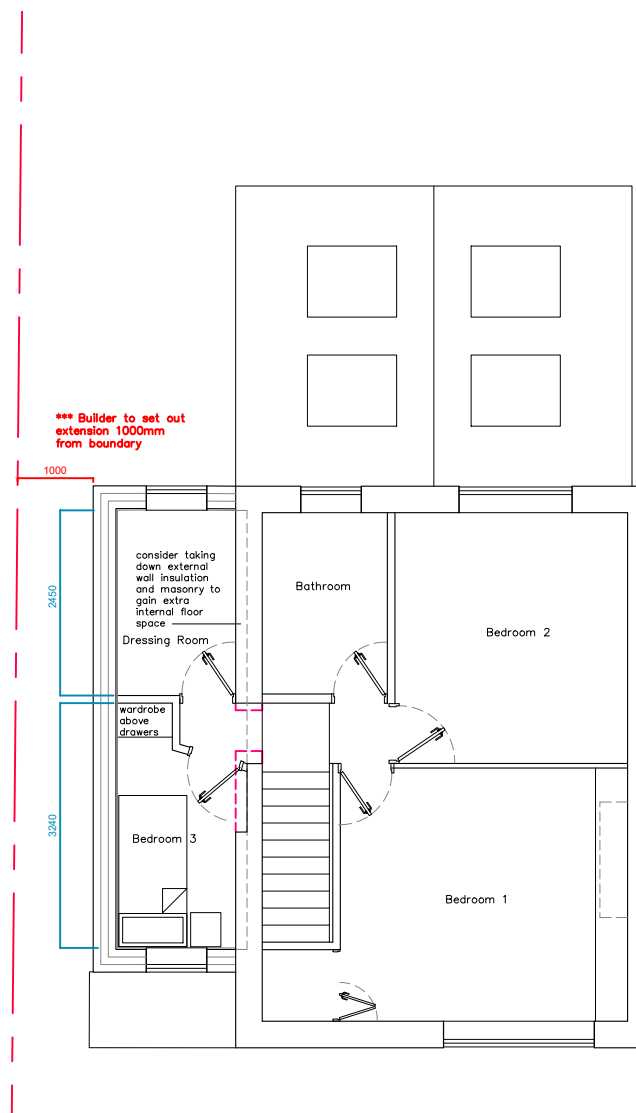 *** Builder to set out
extension 1000mm
from boundary
1000
2450
consider taking
down external
wall insulation
and masonry to
gain extra
internal floor
space
Dressing Room
Bathroom
Bedroom 2
wardrobe
above
drawers
3240
Bedroom 3
Bedroom 1